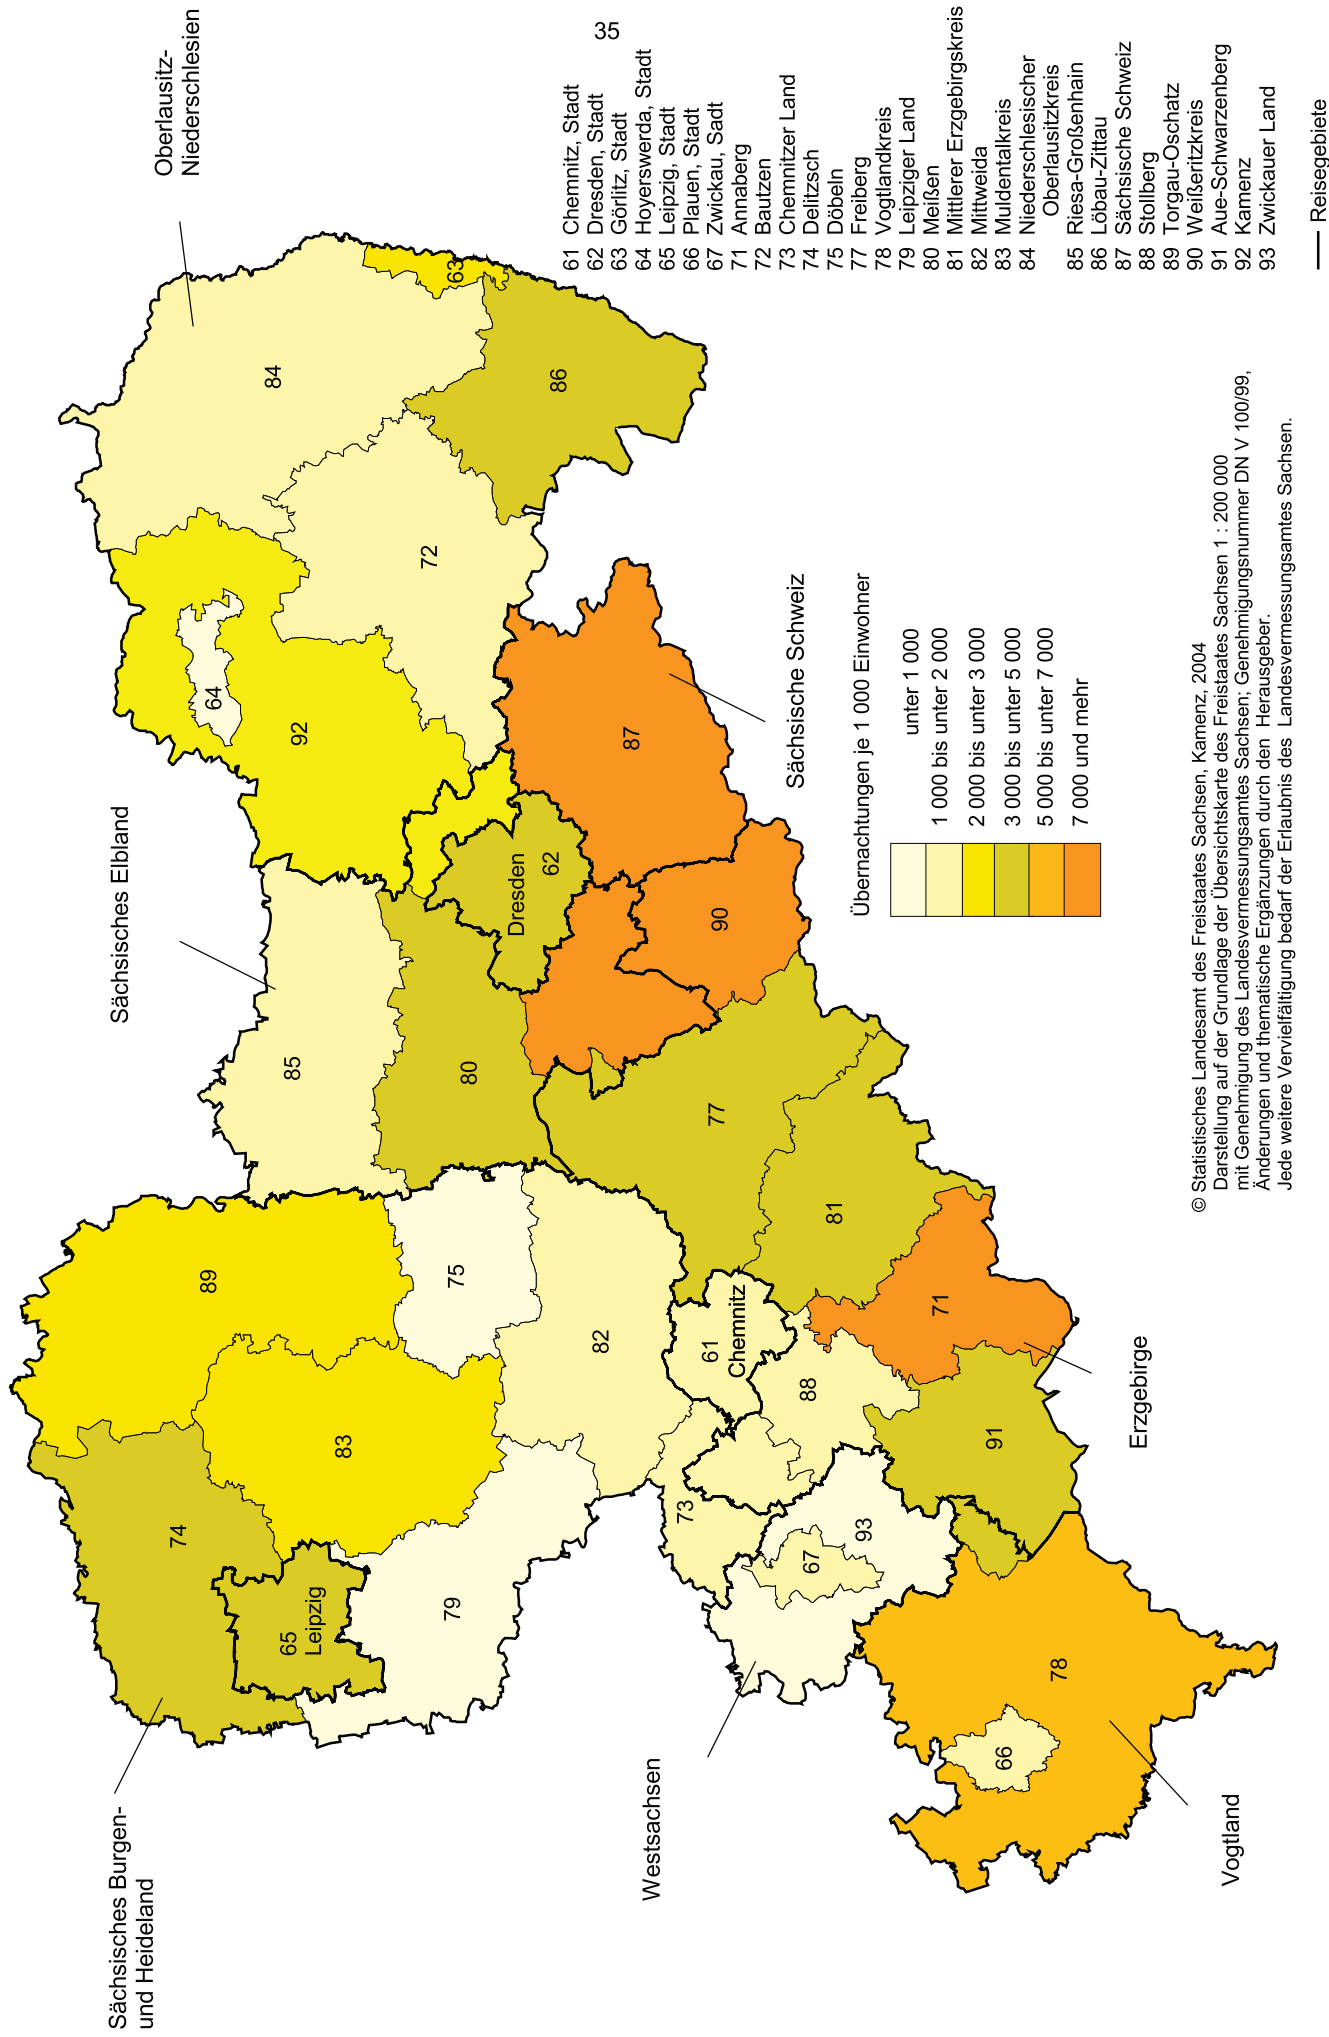 35
Oberlausitz-
Niederschlesien
Sächsisches Elbland
Sächsisches Burgen-
und Heideland
Sächsische Schweiz
Westsachsen
Erzgebirge
Vogtland
84
63
86
72
64
92
87
Dresden
62
90
85
80
77
81
71
89
75
82
61
Chemnitz
88
91
83
74
65
Leipzig
79
73
67
93
78
66
61 Chemnitz, Stadt
62 Dresden, Stadt
63 Görlitz, Stadt
64 Hoyerswerda, Stadt
65 Leipzig, Stadt
66 Plauen, Stadt
67 Zwickau, Sadt
71 Annaberg
72 Bautzen
73 Chemnitzer Land
74 Delitzsch
75 Döbeln
77 Freiberg
78 Vogtlandkreis
79 Leipziger Land
80 Meißen
81 Mittlerer Erzgebirgskreis
82 Mittweida
83 Muldentalkreis
84 Niederschlesischer
Oberlausitzkreis
85 Riesa-Großenhain
86 Löbau-Zittau
87 Sächsische Schweiz
88 Stollberg
89 Torgau-Oschatz
90 Weißeritzkreis
91 Aue-Schwarzenberg
92 Kamenz
93 Zwickauer Land
Reisegebiete
Übernachtungen je 1 000 Einwohner
unter 1 000
1 000 bis unter 2 000
2 000 bis unter 3 000
3 000 bis unter 5 000
5 000 bis unter 7 000
7 000 und mehr
© Statistisches Landesamt des Freistaates Sachsen, Kamenz, 2004
Darstellung auf der Grundlage der Übersichtskarte des Freistaates Sachsen 1 : 200 000
mit Genehmigung des Landesvermessungsamtes Sachsen; Genehmigungsnummer DN V 100/99,
Änderungen und thematische Ergänzungen durch den Herausgeber.
Jede weitere Vervielfältigung bedarf der Erlaubnis des Landesvermessungsamtes Sachsen.